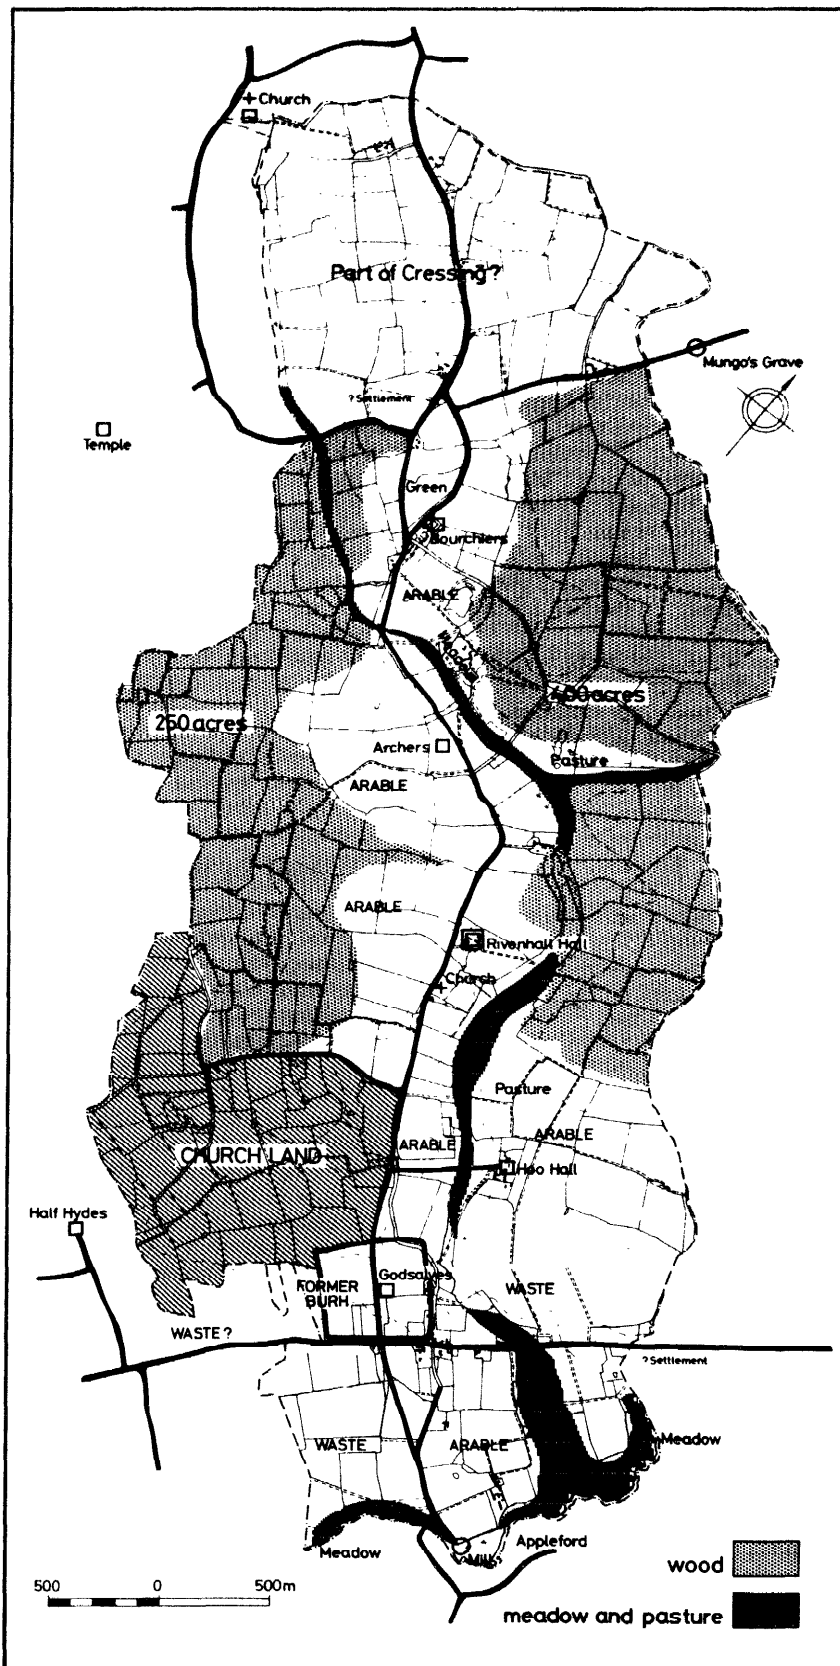 Church
Part of Cressing?
Mungo's Grave
? Settlement
Temple
Green
Bourchiers
ARABLE
Meadow
400 acres
250 acres
Archers
Pasture
ARABLE
ARABLE
Rivenhall Hall
Church
Pasture
ARABLE
ARABLE
CHURCH LAND
Hoo Hall
Half Hydes
Godsalves
FORMER
BURH
WASTE
WASTE ?
? Settlement
WASTE
ARABLE
Meadow
Appleford
Meadow
Mill
wood
500 0 500m
meadow and pasture